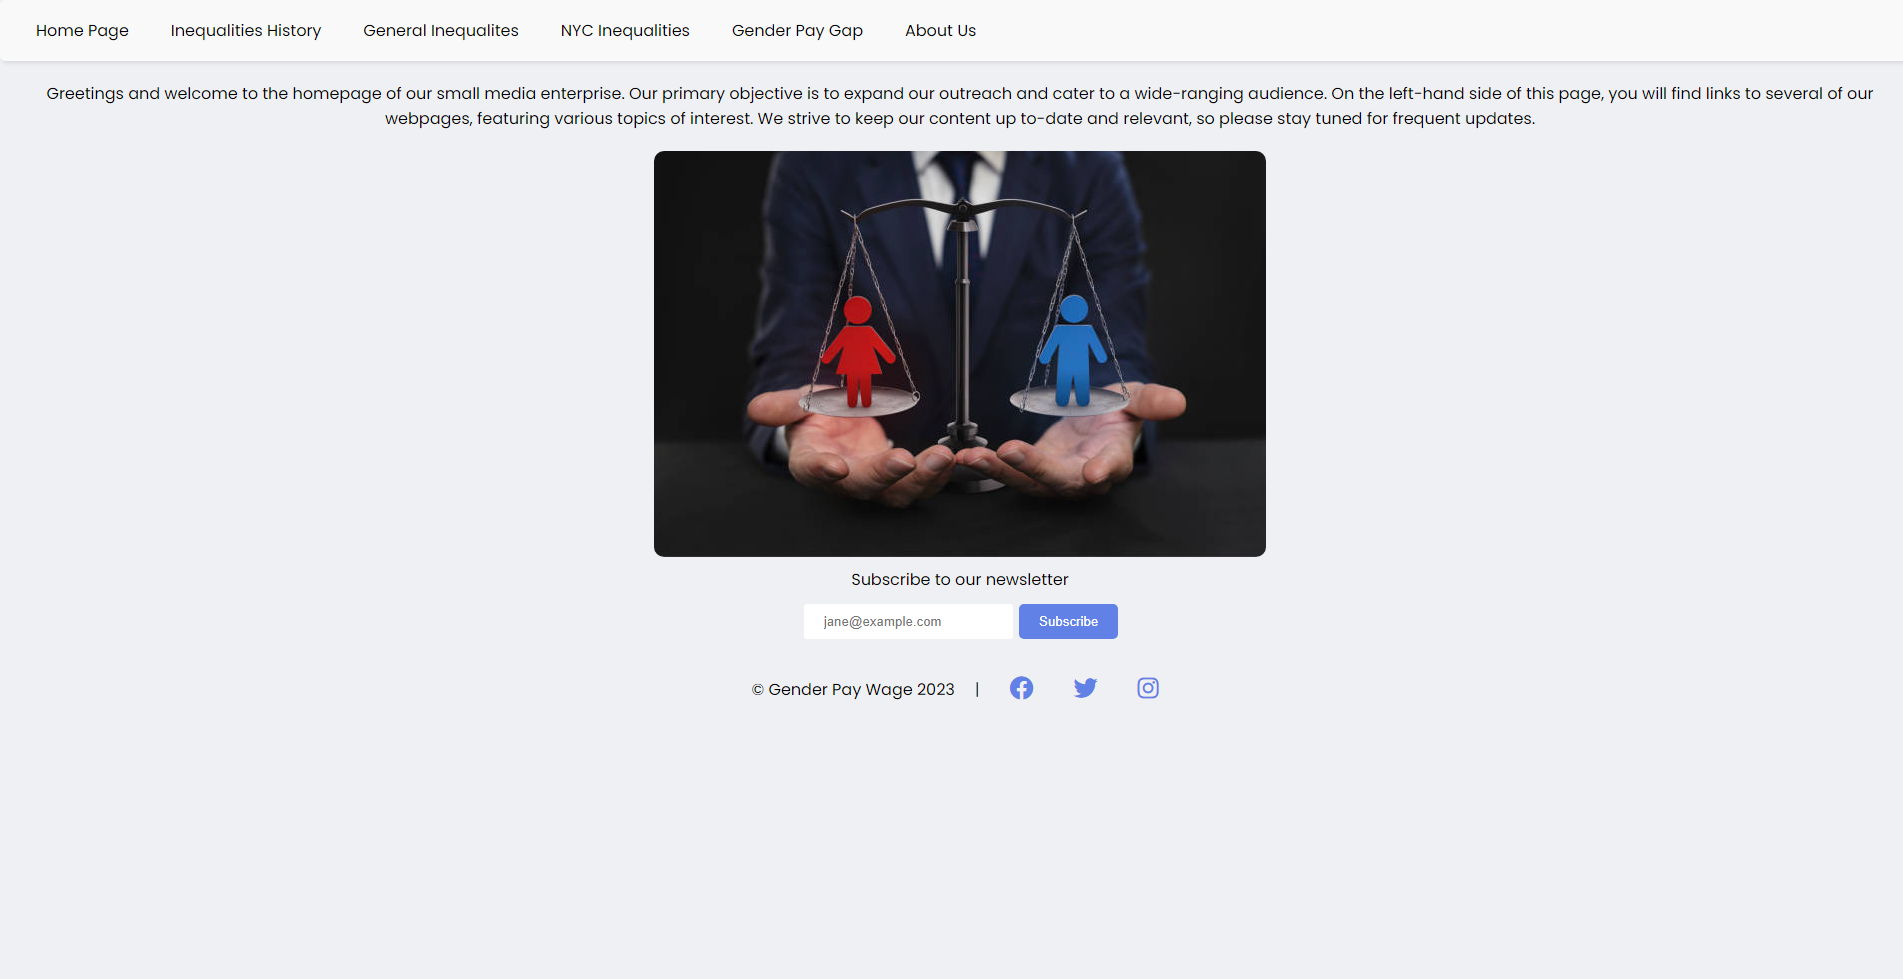 Home Page Inequalities History General Inequalites NYC Inequalities Gender Pay Gap About Us
Greetings and welcome to the homepage of our small media enterprise. Our primary objective is to expand our outreach and cater to a wide-ranging audience. On the left-hand side of this page, you will find links to several of our
webpages, featuring various topics of interest. We strive to keep our content up to-date and relevant, so please stay tuned for frequent updates.
Subscribe to our newsletter
jane@example.com Subscribe
© Gender Pay Wage 2023 |